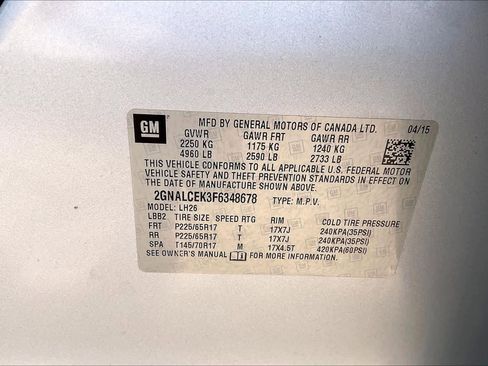 GM
MFD BY GENERAL MOTORS OF CANADA LTD. 04/15
GVWR GAWR FRT GAWR RR
2250 KG 1175 KG 1240 KG
4960 LB 2590 LB 2733 LB
THIS VEHICLE CONFORMS TO ALL APPLICABLE U.S. FEDERAL MOTOR
VEHICLE SAFETY AND THEFT PREVENTION STANDARDS IN EFFECT
ON THE DATE OF MANUFACTURE SHOWN ABOVE.
2GNALCEK3F6348678 TYPE: M.P.V.
MODEL: LH26
LBB2 TIRE SIZE SPEED RTG RIM COLD TIRE PRESSURE
FRT P225/65R17 T 17X7J 240KPA(35PSI)
RR P225/65R17 T 17X7J 240KPA(35PSI)
SPA T145/70R17 M 17X4.5T 420KPA(60PSI)
SEE OWNER'S MANUAL FOR MORE INFORMATION.